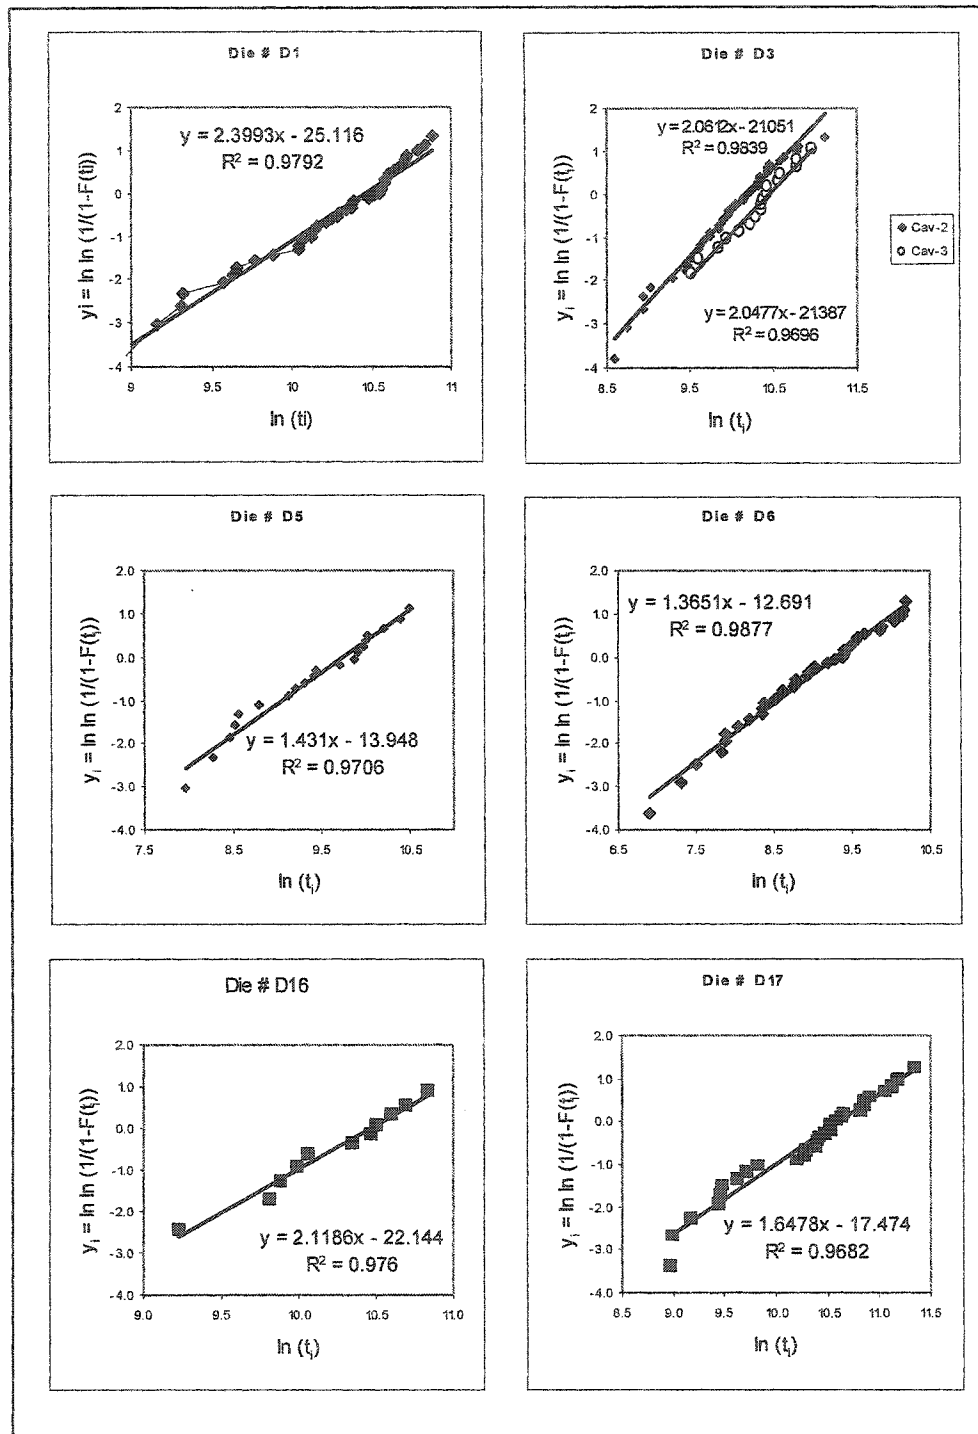 Die # D1
y = 2.3993x - 25.116
R² = 0.9792
yi = ln ln (1/(1-F(ti))
2
1
0
-1
-2
-3
-4
9
9.5
10
10.5
11
ln (ti)
Die # D3
y = 2.0612x - 21.051
R² = 0.9839
y = 2.0477x - 21.387
R² = 0.9696
yᵢ = ln ln (1/(1-F(tᵢ))
2
1
0
-1
-2
-3
-4
8.5
9.5
10.5
11.5
ln (tᵢ)
Cav-2
Cav-3
Die # D5
y = 1.431x - 13.948
R² = 0.9706
yᵢ = ln ln (1/(1-F(tᵢ))
2.0
1.0
0.0
-1.0
-2.0
-3.0
-4.0
7.5
8.5
9.5
10.5
ln (tᵢ)
Die # D6
y = 1.3651x - 12.691
R² = 0.9877
yᵢ = ln ln (1/(1-F(tᵢ))
2.0
1.0
0.0
-1.0
-2.0
-3.0
-4.0
6.5
7.5
8.5
9.5
10.5
ln (tᵢ)
Die # D16
y = 2.1186x - 22.144
R² = 0.976
yᵢ = ln ln (1/(1-F(tᵢ))
2.0
1.0
0.0
-1.0
-2.0
-3.0
-4.0
9.0
9.5
10.0
10.5
11.0
ln (tᵢ)
Die # D17
y = 1.6478x - 17.474
R² = 0.9682
yᵢ = ln ln (1/(1-F(tᵢ))
2.0
1.0
0.0
-1.0
-2.0
-3.0
-4.0
8.5
9.0
9.5
10.0
10.5
11.0
11.5
ln (tᵢ)